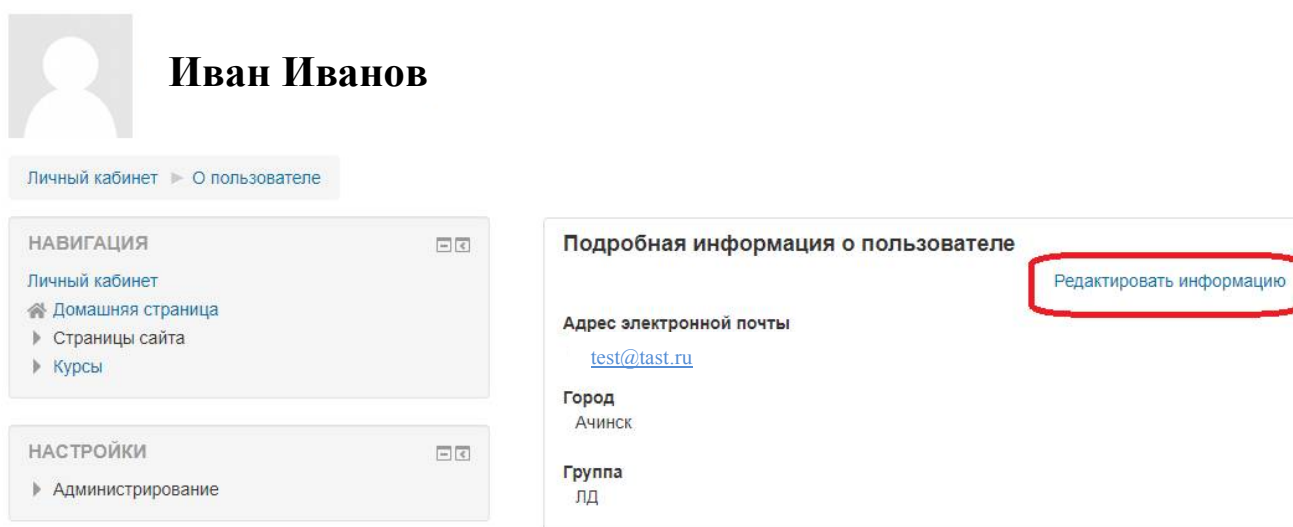 Иван Иванов
Личный кабинет ► О пользователе
НАВИГАЦИЯ
Личный кабинет
Домашняя страница
Страницы сайта
Курсы
НАСТРОЙКИ
Администрирование
Подробная информация о пользователе
Редактировать информацию
Адрес электронной почты
test@tast.ru
Город
Ачинск
Группа
ЛД